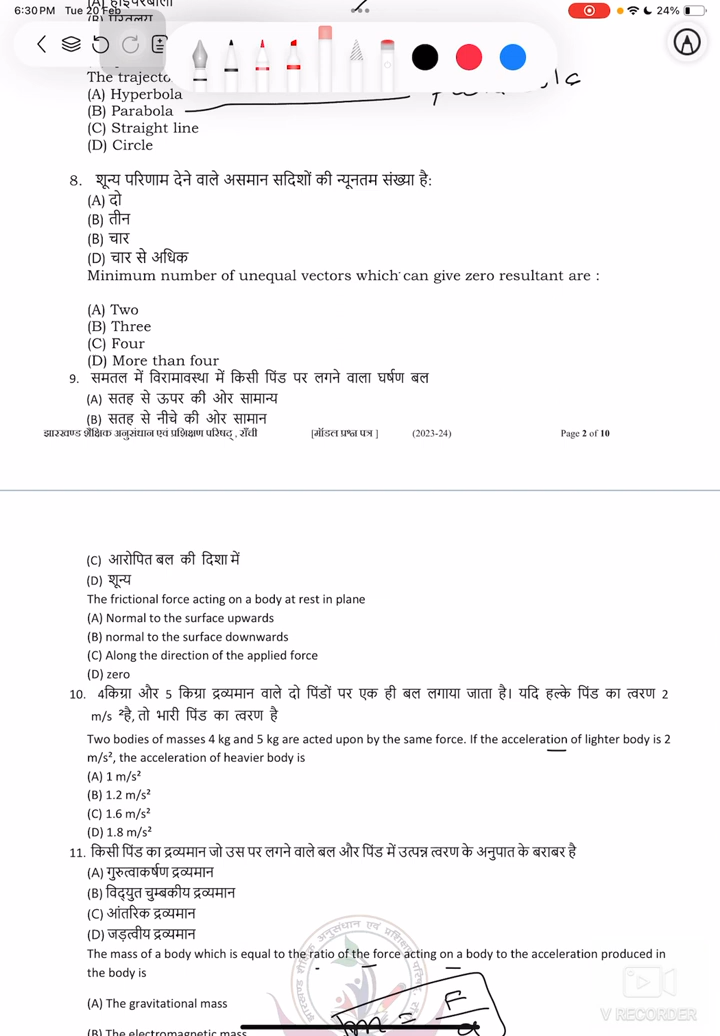 6:30 PM Tue 20 Feb
24%
The trajecto
(A) Hyperbola
(B) Parabola
(C) Straight line
(D) Circle
8. शून्य परिणाम देने वाले असमान सदिशों की न्यूनतम संख्या है:
(A) दो
(B) तीन
(B) चार
(D) चार से अधिक
Minimum number of unequal vectors which can give zero resultant are :
(A) Two
(B) Three
(C) Four
(D) More than four
9. समतल में विरामावस्था में किसी पिंड पर लगने वाला घर्षण बल
(A) सतह से ऊपर की ओर सामान्य
(B) सतह से नीचे की ओर सामान
झारखण्ड शैक्षिक अनुसंधान एवं प्रशिक्षण परिषद्, राँची [मॉडल प्रश्न पत्र] (2023-24) Page 2 of 10
(C) आरोपित बल की दिशा में
(D) शून्य
The frictional force acting on a body at rest in plane
(A) Normal to the surface upwards
(B) normal to the surface downwards
(C) Along the direction of the applied force
(D) zero
10. 4किग्रा और 5 किग्रा द्रव्यमान वाले दो पिंडों पर एक ही बल लगाया जाता है। यदि हल्के पिंड का त्वरण 2
m/s ²है, तो भारी पिंड का त्वरण है
Two bodies of masses 4 kg and 5 kg are acted upon by the same force. If the acceleration of lighter body is 2
m/s², the acceleration of heavier body is
(A) 1 m/s²
(B) 1.2 m/s²
(C) 1.6 m/s²
(D) 1.8 m/s²
11. किसी पिंड का द्रव्यमान जो उस पर लगने वाले बल और पिंड में उत्पन्न त्वरण के अनुपात के बराबर है
(A) गुरुत्वाकर्षण द्रव्यमान
(B) विद्युत चुम्बकीय द्रव्यमान
(C) आंतरिक द्रव्यमान
(D) जड़त्वीय द्रव्यमान
The mass of a body which is equal to the ratio of the force acting on a body to the acceleration produced in
the body is
(A) The gravitational mass
m = F/a
(B) The electromagnetic mass
V RECORDER